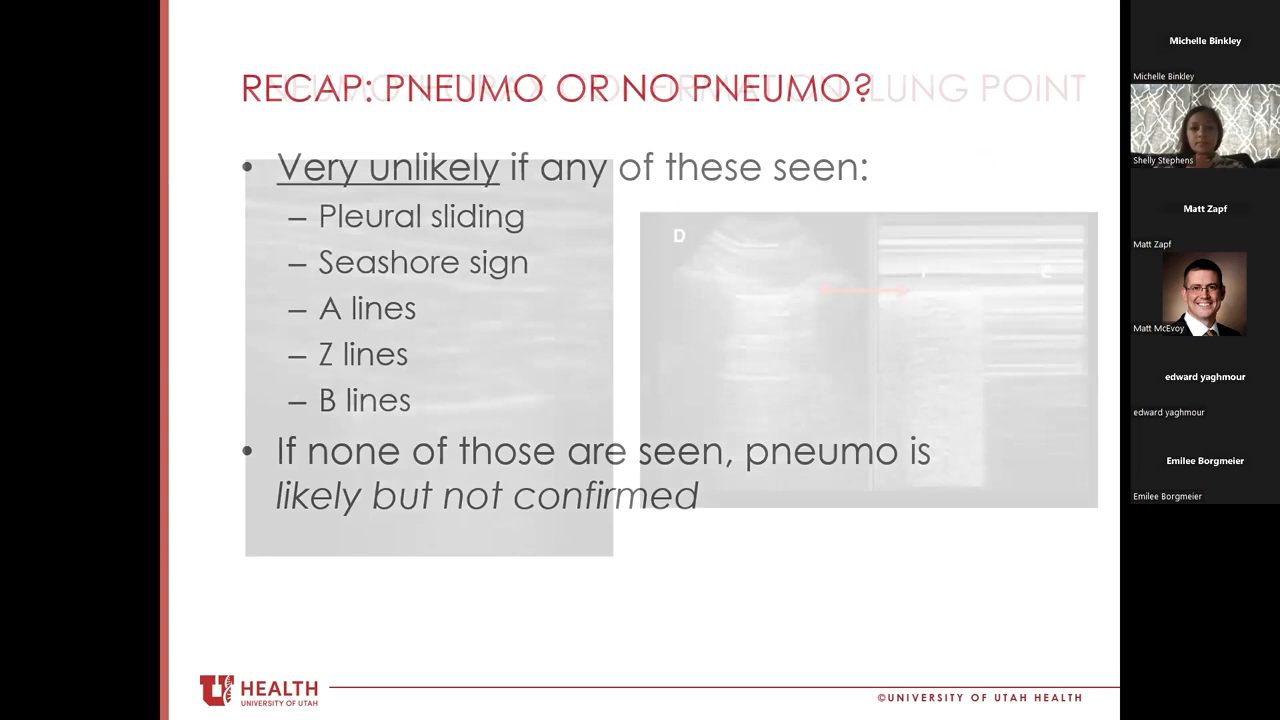 RECAP: PNEUMO OR NO PNEUMO?
LUNG POINT
• Very unlikely if any of these seen:
– Pleural sliding
– Seashore sign
– A lines
– Z lines
– B lines
• If none of those are seen, pneumo is
likely but not confirmed
D
HEALTH
UNIVERSITY OF UTAH
©UNIVERSITY OF UTAH HEALTH
Michelle Binkley
Michelle Binkley
Shelly Stephens
Matt Zapf
Matt Zapf
Matt McEvoy
edward yaghmour
edward yaghmour
Emilee Borgmeier
Emilee Borgmeier